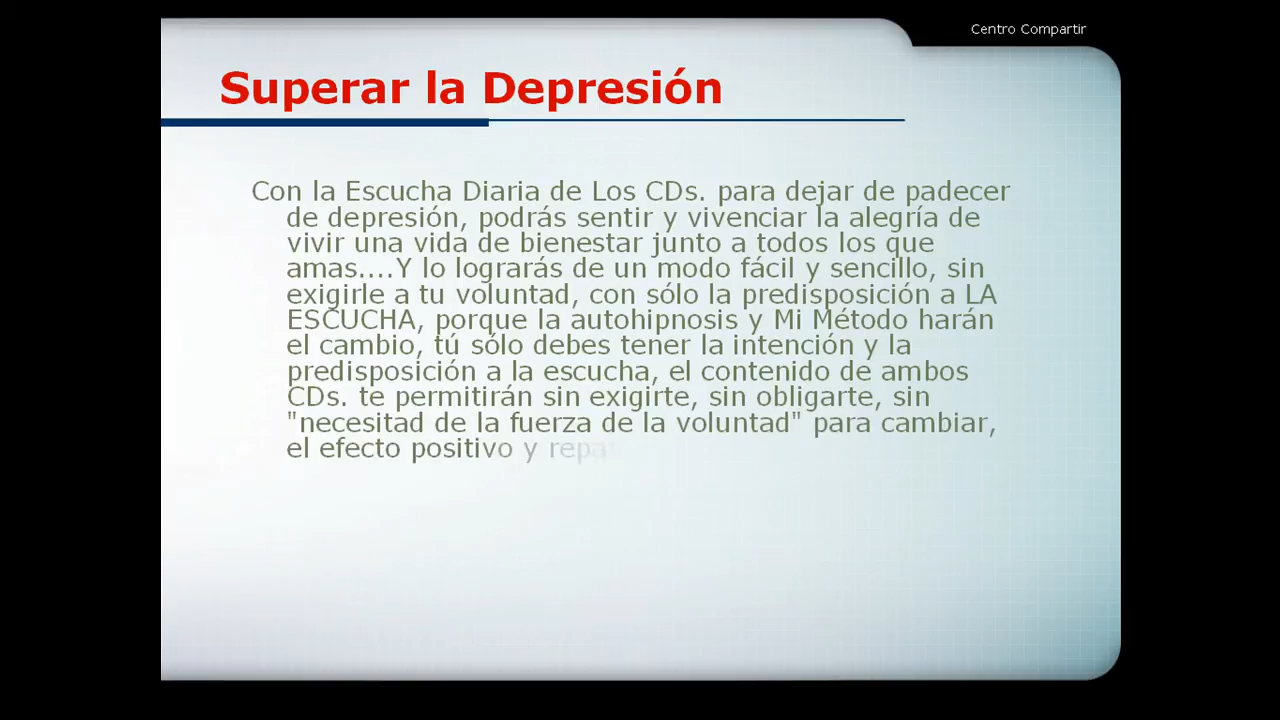 Centro Compartir
Superar la Depresión
Con la Escucha Diaria de Los CDs. para dejar de padecer
de depresión, podrás sentir y vivenciar la alegría de
vivir una vida de bienestar junto a todos los que
amas....Y lo lograrás de un modo fácil y sencillo, sin
exigirle a tu voluntad, con sólo la predisposición a LA
ESCUCHA, porque la autohipnosis y Mi Método harán
el cambio, tú sólo debes tener la intención y la
predisposición a la escucha, el contenido de ambos
CDs. te permitirán sin exigirte, sin obligarte, sin
"necesitad de la fuerza de la voluntad" para cambiar,
el efecto positivo y